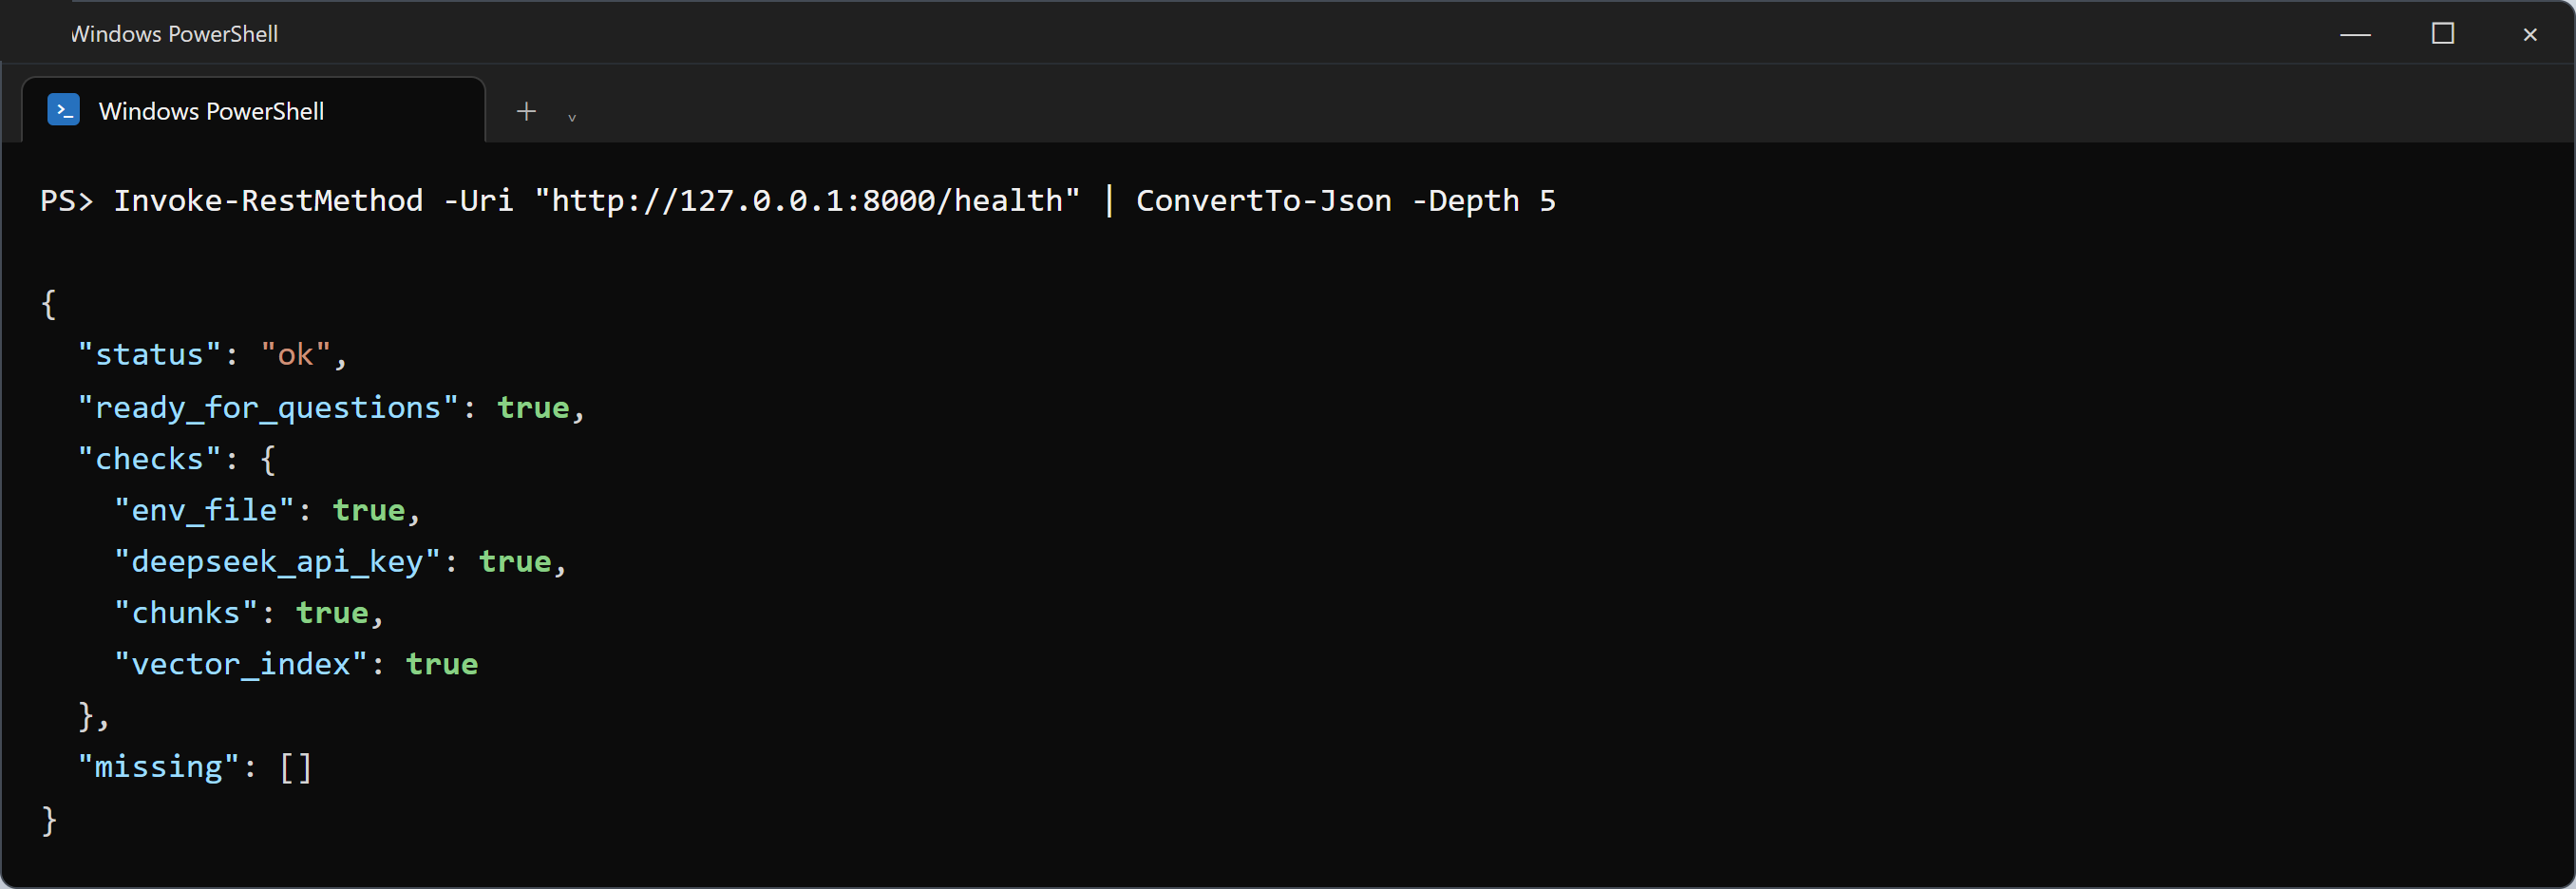 Windows PowerShell
Windows PowerShell
PS> Invoke-RestMethod -Uri "http://127.0.0.1:8000/health" | ConvertTo-Json -Depth 5
{
  "status": "ok",
  "ready_for_questions": true,
  "checks": {
    "env_file": true,
    "deepseek_api_key": true,
    "chunks": true,
    "vector_index": true
  },
  "missing": []
}